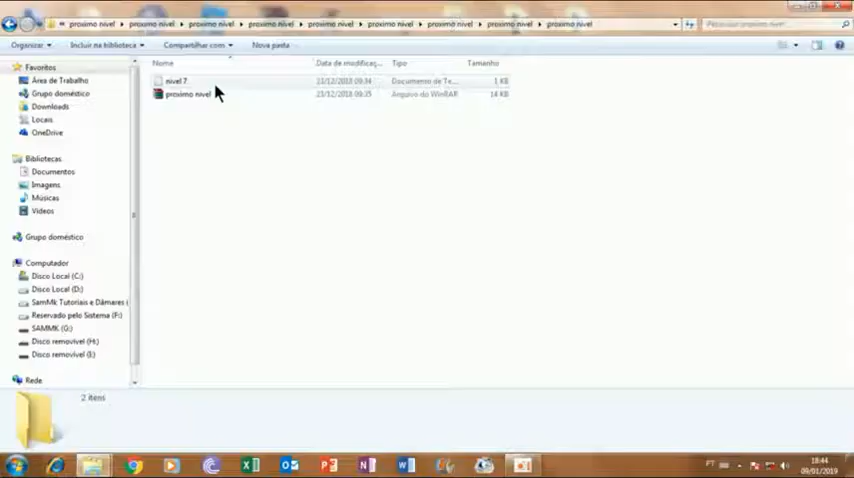 « proximo nivel ▸ proximo nivel ▸ proximo nivel ▸ proximo nivel ▸ proximo nivel ▸ proximo nivel ▸ proximo nivel ▸ proximo nivel ▸ proximo nivel
Pesquisar proximo nivel
Organizar Incluir na biblioteca Compartilhar com Nova pasta
Nome Data de modificaç... Tipo Tamanho
nivel 7 21/12/2018 09:34 Documento de Te... 1 KB
proximo nivel 21/12/2018 09:35 Arquivo do WinRAR 14 KB
Favoritos
Área de Trabalho
Grupo doméstico
Downloads
Locais
OneDrive
Bibliotecas
Documentos
Imagens
Músicas
Vídeos
Grupo doméstico
Computador
Disco Local (C:)
Disco Local (D:)
SamMk Tutoriais e Dâmares (
Reservado pelo Sistema (F:)
SAMMK (G:)
Disco removível (H:)
Disco removível (I:)
Rede
2 itens
PT
18:44
09/01/2019